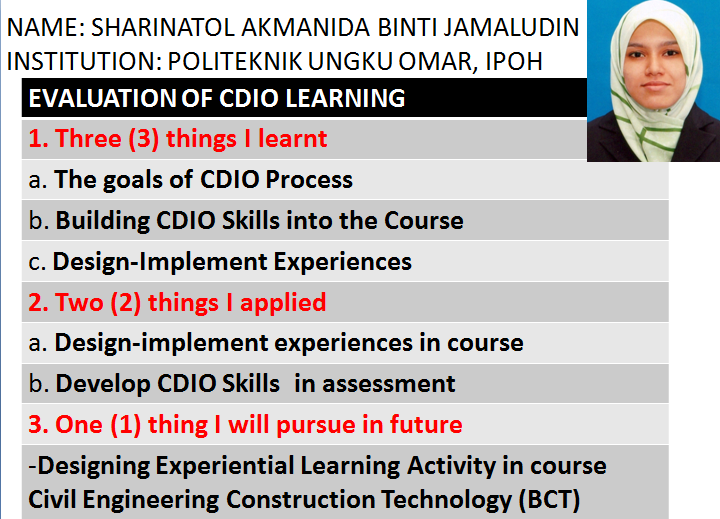 NAME: SHARINATOL AKMANIDA BINTI JAMALUDIN
INSTITUTION: POLITEKNIK UNGKU OMAR, IPOH
EVALUATION OF CDIO LEARNING
1. Three (3) things I learnt
a. The goals of CDIO Process
b. Building CDIO Skills into the Course
c. Design-Implement Experiences
2. Two (2) things I applied
a. Design-implement experiences in course
b. Develop CDIO Skills in assessment
3. One (1) thing I will pursue in future
-Designing Experiential Learning Activity in course
Civil Engineering Construction Technology (BCT)